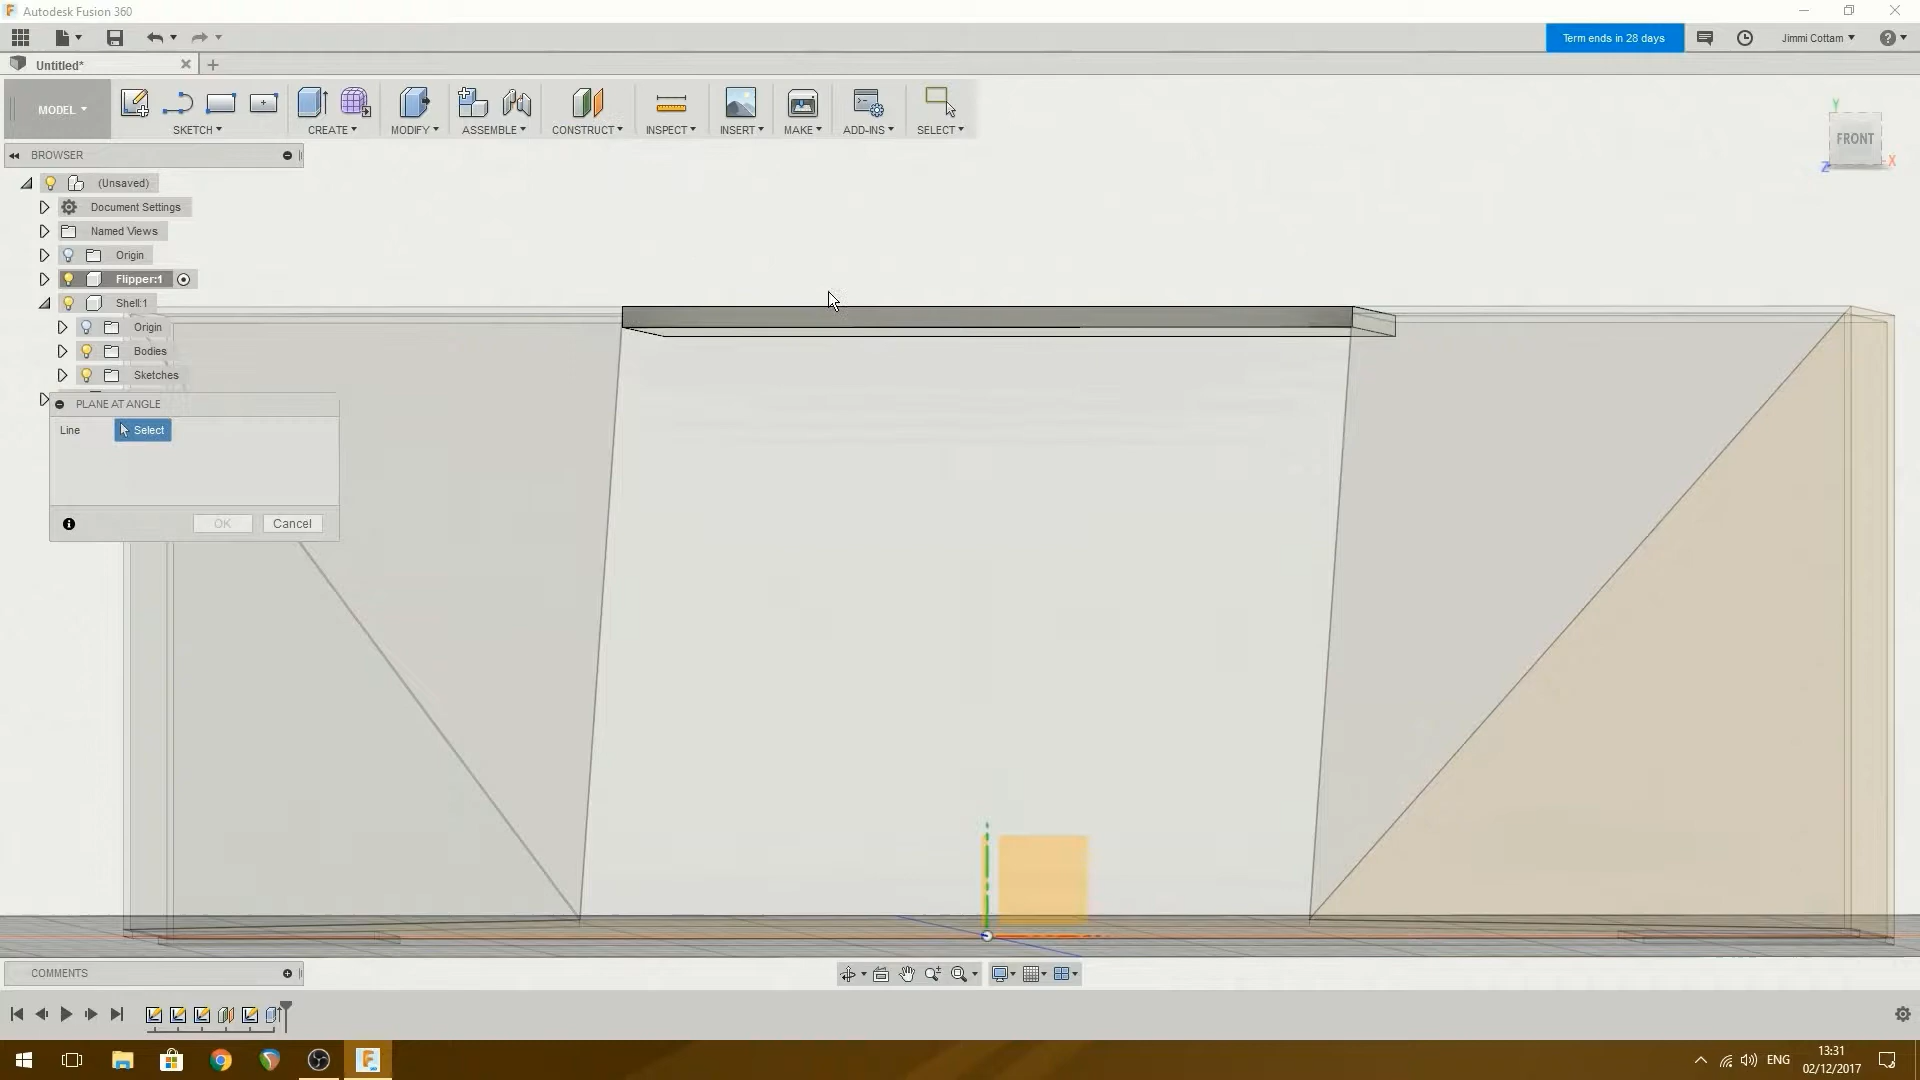 Autodesk Fusion 360
Term ends in 28 days
Jimmi Cottam
Untitled*
MODEL
SKETCH
CREATE
MODIFY
ASSEMBLE
CONSTRUCT
INSPECT
INSERT
MAKE
ADD-INS
SELECT
Y
FRONT
X
Z
BROWSER
(Unsaved)
Document Settings
Named Views
Origin
Flipper:1
Shell:1
Origin
Bodies
Sketches
PLANE AT ANGLE
Line
Select
OK
Cancel
COMMENTS
ENG
13:31
02/12/2017